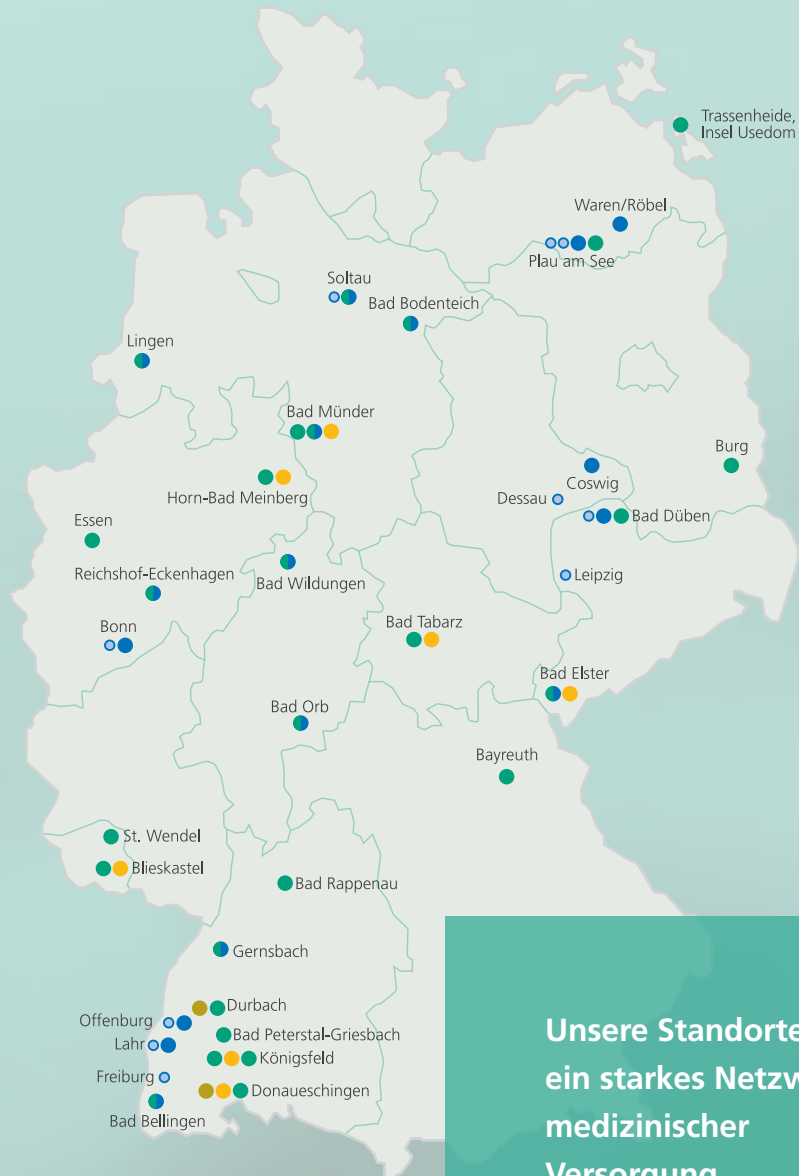 Trassenheide,
Insel Usedom
Waren/Röbel
Plau am See
Soltau
Bad Bodenteich
Lingen
Bad Münder
Horn-Bad Meinberg
Burg
Coswig
Dessau
Bad Düben
Essen
Reichshof-Eckenhagen
Bad Wildungen
Leipzig
Bonn
Bad Tabarz
Bad Elster
Bad Orb
Bayreuth
St. Wendel
Blieskastel
Bad Rappenau
Gernsbach
Durbach
Offenburg
Bad Peterstal-Griesbach
Lahr
Königsfeld
Freiburg
Donaueschingen
Bad Bellingen
Unsere Standorte
ein starkes Netzw
medizinischer
Versorgung